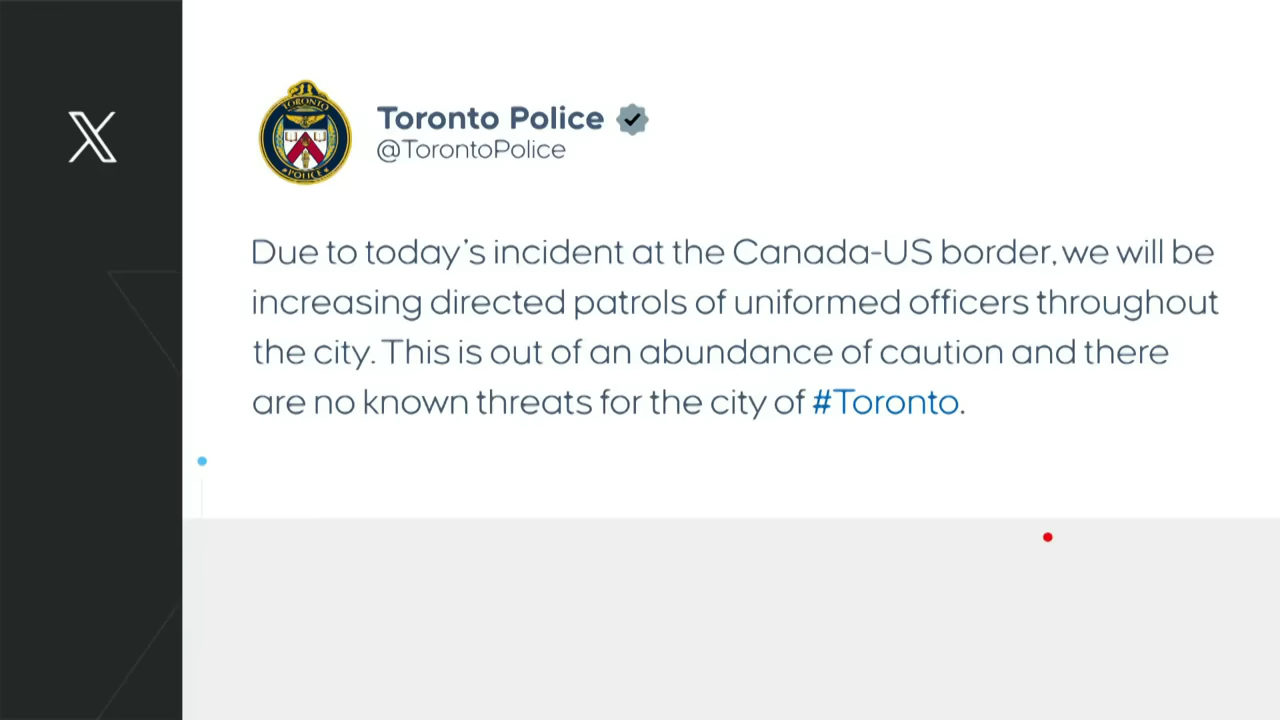 TORONTO
POLICE
Toronto Police
@TorontoPolice
Due to today's incident at the Canada-US border, we will be
increasing directed patrols of uniformed officers throughout
the city. This is out of an abundance of caution and there
are no known threats for the city of #Toronto.